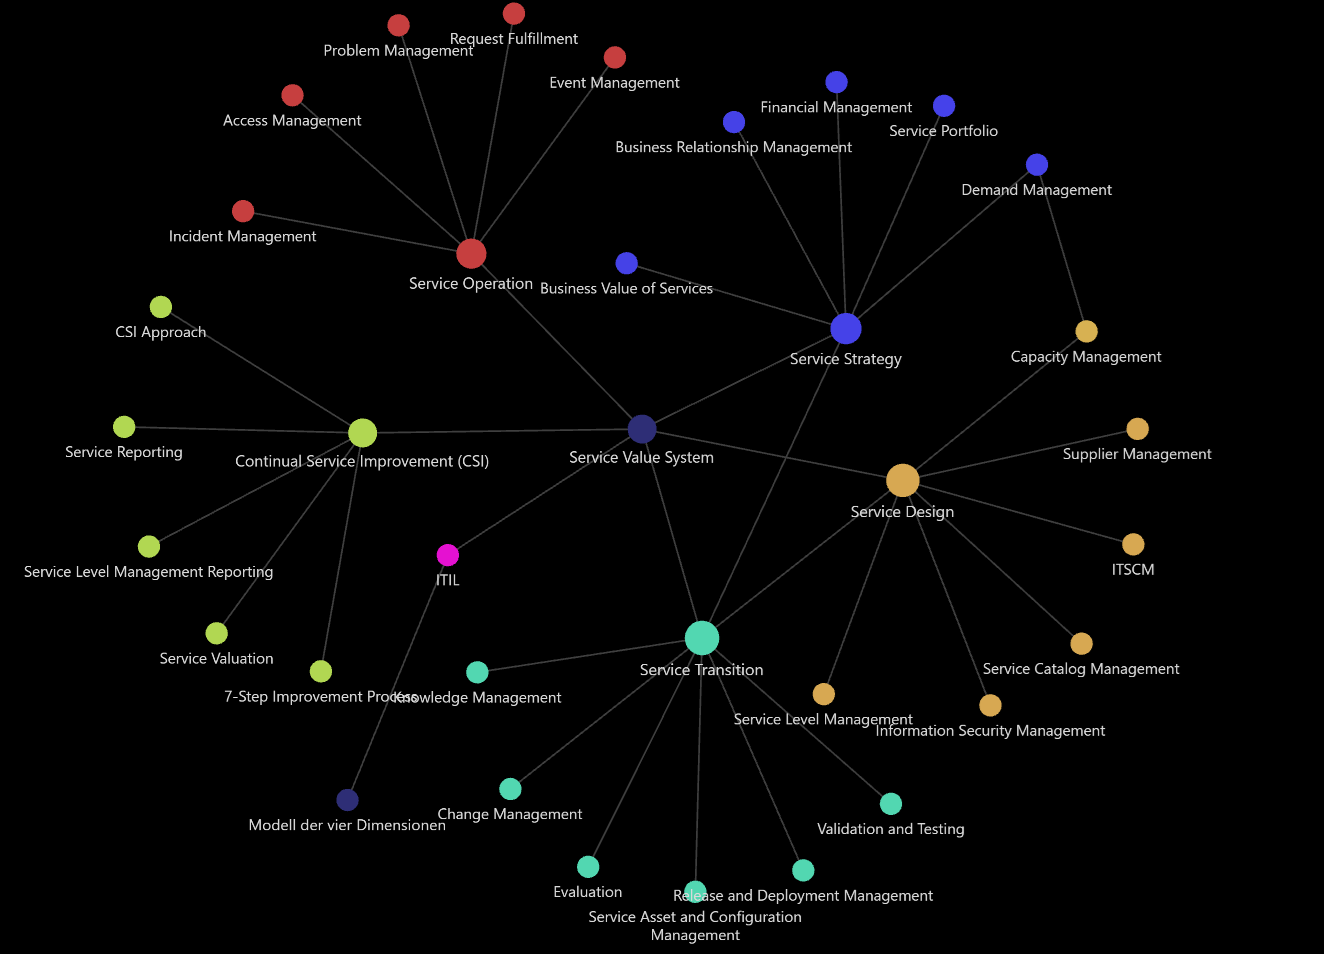 Request Fulfillment
Problem Management
Event Management
Financial Management
Access Management
Service Portfolio
Business Relationship Management
Demand Management
Incident Management
Service Operation
Business Value of Services
CSI Approach
Capacity Management
Service Strategy
Service Reporting
Supplier Management
Service Value System
Continual Service Improvement (CSI)
Service Design
ITSCM
Service Level Management Reporting
ITIL
Service Valuation
Service Catalog Management
Service Transition
7-Step Improvement Process
Knowledge Management
Service Level Management
Information Security Management
Change Management
Modell der vier Dimensionen
Validation and Testing
Evaluation
Release and Deployment Management
Service Asset and Configuration
Management